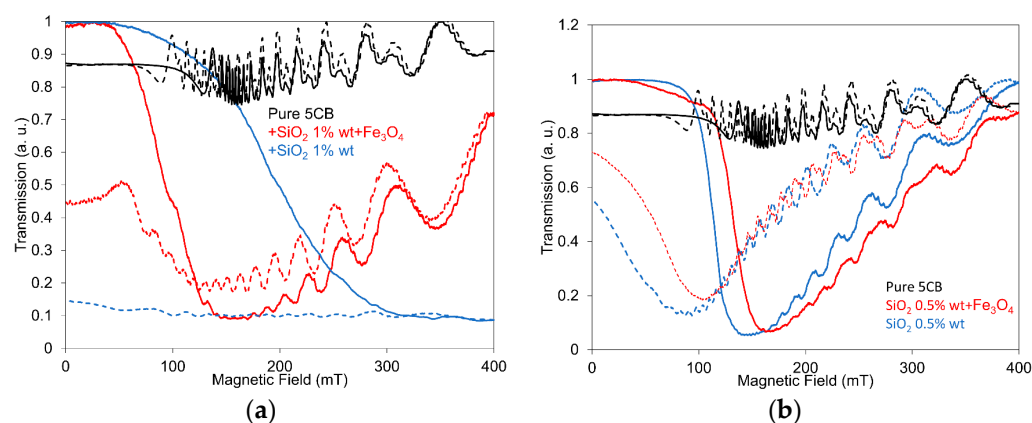 1
0.9
0.8
0.7
0.6
0.5
0.4
0.3
0.2
0.1
0
Transmission (a. u.)
Pure 5CB
+SiO₂ 1% wt+Fe₃O₄
+SiO₂ 1% wt
0 100 200 300 400
Magnetic Field (mT)
(a)
1.2
1
0.8
0.6
0.4
0.2
0
Transmission (a. u.)
Pure 5CB
SiO₂ 0.5% wt+Fe₃O₄
SiO₂ 0.5% wt
0 100 200 300 400
Magnetic Field (mT)
(b)